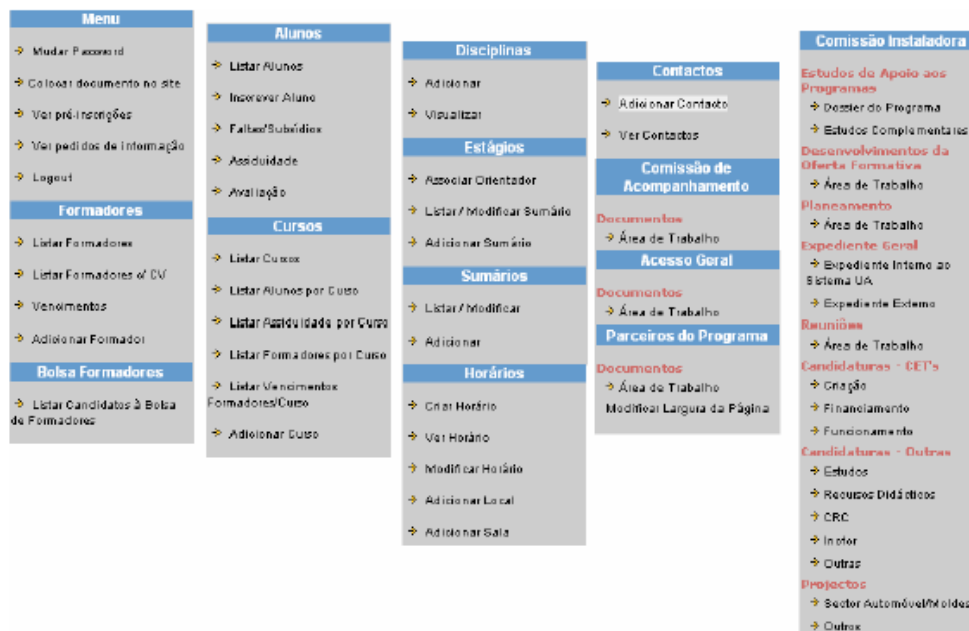 Menu
Mudar Password
Colocar documento no site
Ver pré-inscrições
Ver pedidos de informação
Logout
Formadores
Listar Formadores
Listar Formadores c/ CV
Vencimentos
Adicionar Formador
Bolsa Formadores
Listar Candidatos à Bolsa
de Formadores
Alunos
Listar Alunos
Inscrever Aluno
Faltas/Subsídios
Assiduidade
Avaliação
Cursos
Listar Cursos
Listar Alunos por Curso
Listar Assiduidade por Curso
Listar Formadores por Curso
Listar Vencimentos
Formadores/Curso
Adicionar Curso
Disciplinas
Adicionar
Visualizar
Estágios
Associar Orientador
Listar / Modificar Sumário
Adicionar Sumário
Sumários
Listar / Modificar
Adicionar
Horários
Criar Horário
Ver Horário
Modificar Horário
Adicionar Local
Adicionar Sala
Contactos
Adicionar Contacto
Ver Contactos
Comissão de
Acompanhamento
Documentos
Área de Trabalho
Acesso Geral
Documentos
Área de Trabalho
Parceiros do Programa
Documentos
Área de Trabalho
Modificar Largura da Página
Comissão Instaladora
Estudos de Apoio aos
Programas
Dossier do Programa
Estudos Complementares
Desenvolvimentos da
Oferta Formativa
Área de Trabalho
Planeamento
Área de Trabalho
Expediente Geral
Expediente Interno ao
Sistema UA
Expediente Externo
Reuniões
Área de Trabalho
Candidaturas - CET's
Criação
Financiamento
Funcionamento
Candidaturas - Outras
Estudos
Recursos Didácticos
CRC
Inofor
Outras
Projectos
Sector Automóvel/Moldes
Outros